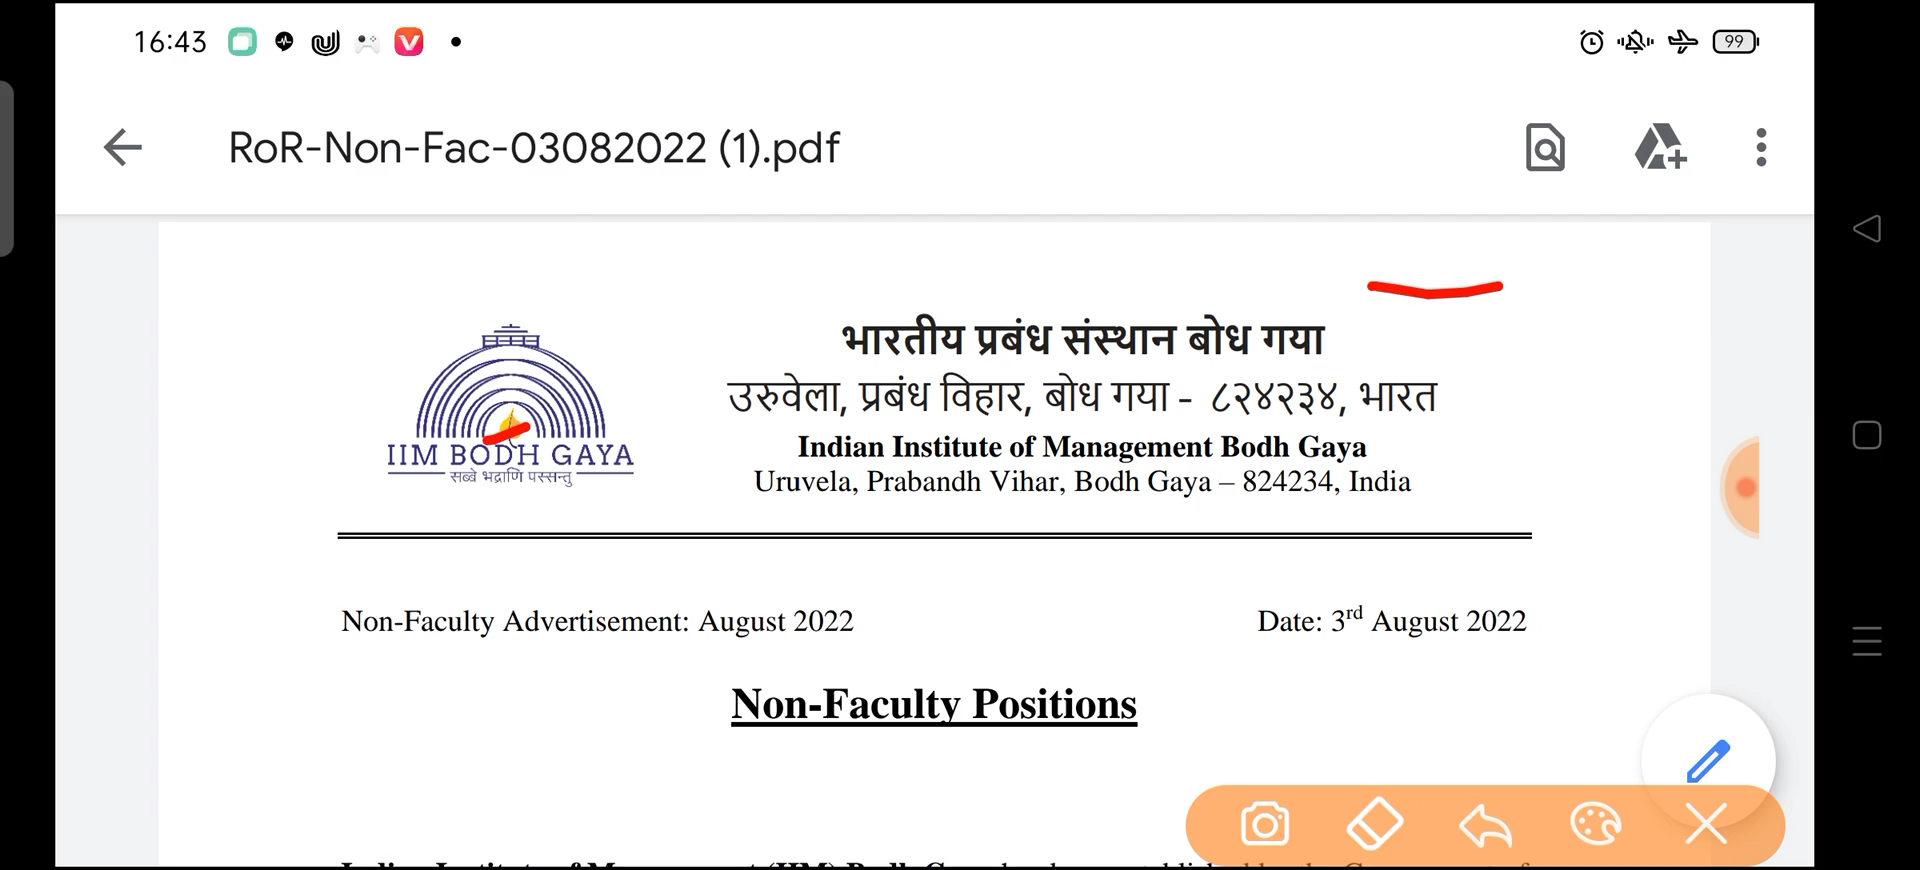 16:43
99
RoR-Non-Fac-03082022 (1).pdf
भारतीय प्रबंध संस्थान बोध गया
उरुवेला, प्रबंध विहार, बोध गया - ८२४२३४, भारत
Indian Institute of Management Bodh Gaya
Uruvela, Prabandh Vihar, Bodh Gaya – 824234, India
IIM BODH GAYA
सब्बे भद्राणि पस्सन्तु
Non-Faculty Advertisement: August 2022
Date: 3rd August 2022
Non-Faculty Positions